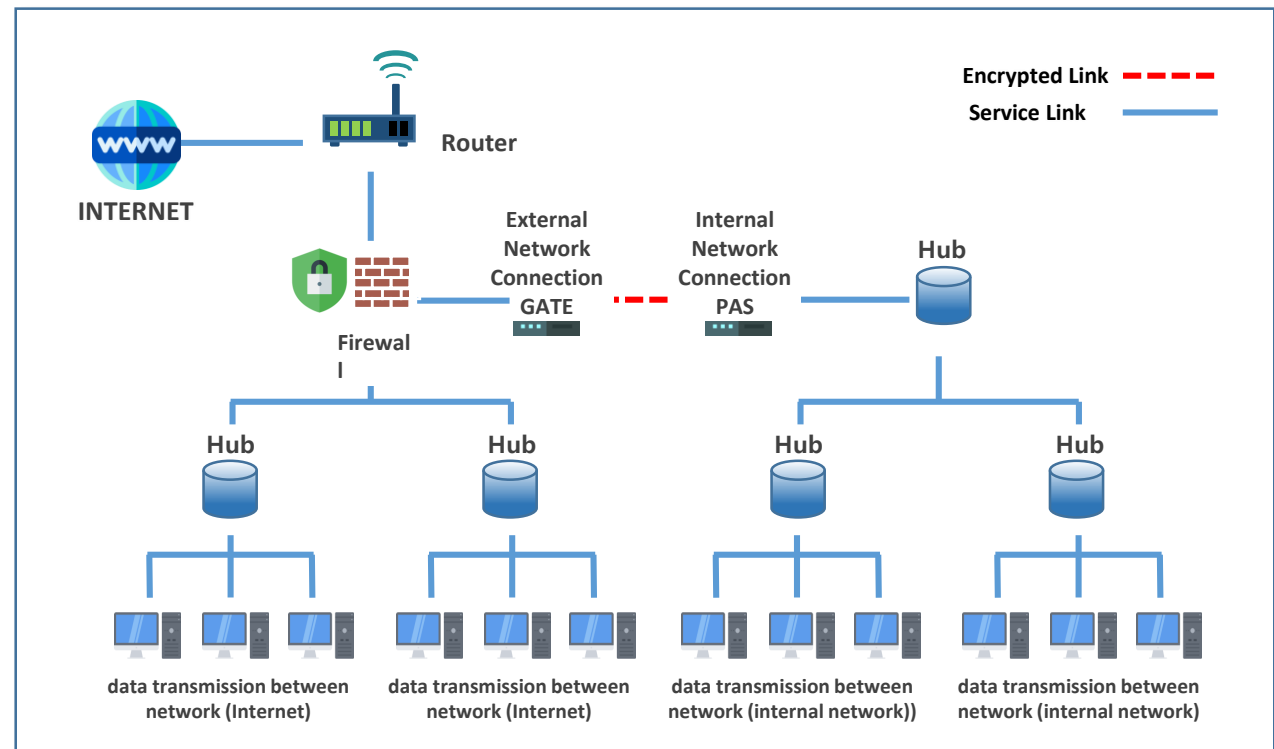 Encrypted Link
Service Link
WWW
INTERNET
Router
External
Network
Connection
GATE
Internal
Network
Connection
PAS
Hub
Firewal
l
Hub
Hub
Hub
Hub
data transmission between
network (Internet)
data transmission between
network (Internet)
data transmission between
network (internal network))
data transmission between
network (internal network)